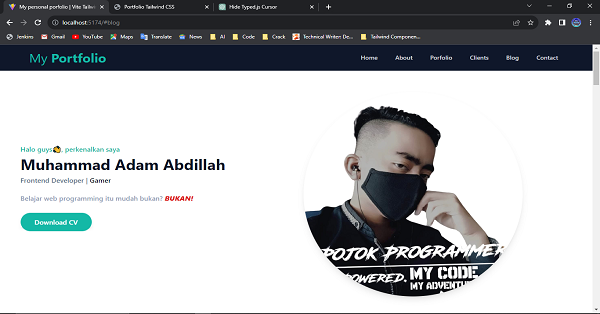 My personal porfolio | Vite Tailw
Portfolio Tailwind CSS
Hide Typed.js Cursor
localhost:5174/#blog
Jenkins
Gmail
YouTube
Maps
Translate
News
AI
Code
Crack
Technical Writer De...
Tailwind Componen...
My Portfolio
Home
About
Porfolio
Clients
Blog
Contact
Halo guys👋, perkenalkan saya
Muhammad Adam Abdillah
Frontend Developer | Gamer
Belajar web programming itu mudah bukan? BUKAN!
Download CV
POJOK PROGRAMMER
POWERED.
MY CODE
MY ADVENTU